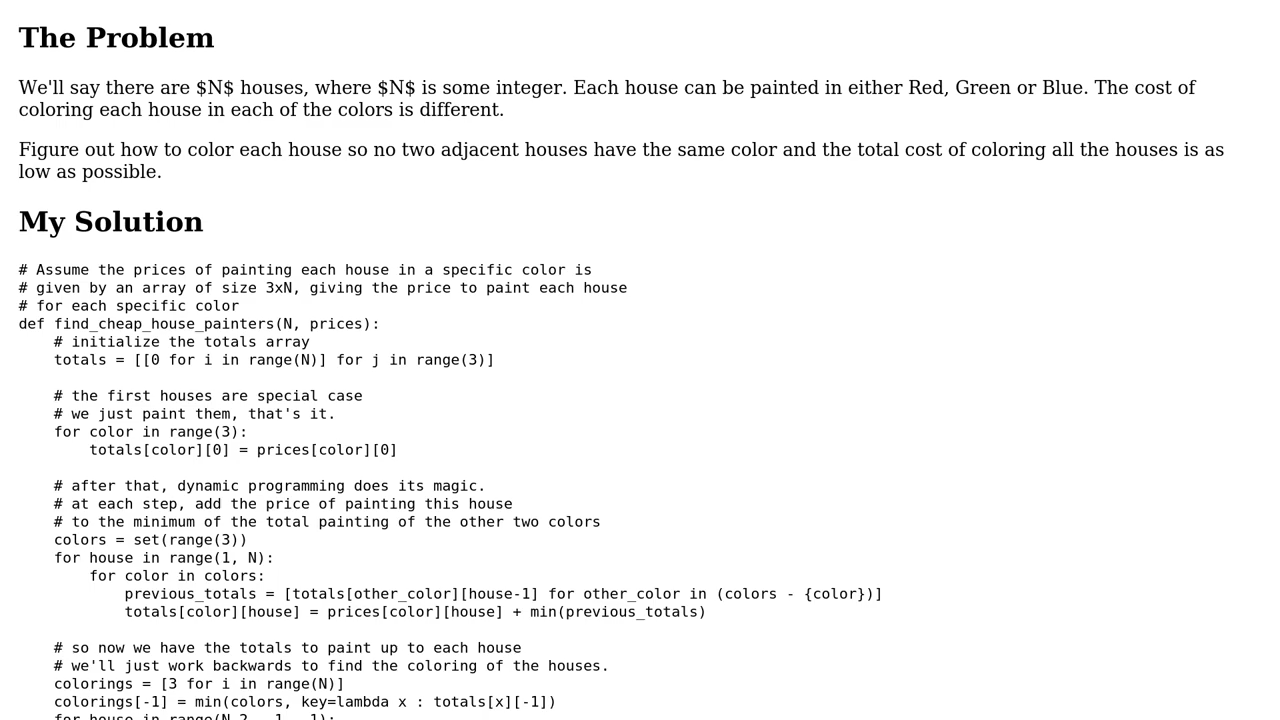 The Problem
We'll say there are $N$ houses, where $N$ is some integer. Each house can be painted in either Red, Green or Blue. The cost of
coloring each house in each of the colors is different.
Figure out how to color each house so no two adjacent houses have the same color and the total cost of coloring all the houses is as
low as possible.
My Solution
# Assume the prices of painting each house in a specific color is
# given by an array of size 3xN, giving the price to paint each house
# for each specific color
def find_cheap_house_painters(N, prices):
    # initialize the totals array
    totals = [[0 for i in range(N)] for j in range(3)]
    # the first houses are special case
    # we just paint them, that's it.
    for color in range(3):
        totals[color][0] = prices[color][0]
    # after that, dynamic programming does its magic.
    # at each step, add the price of painting this house
    # to the minimum of the total painting of the other two colors
    colors = set(range(3))
    for house in range(1, N):
        for color in colors:
            previous_totals = [totals[other_color][house-1] for other_color in (colors - {color})]
            totals[color][house] = prices[color][house] + min(previous_totals)
    # so now we have the totals to paint up to each house
    # we'll just work backwards to find the coloring of the houses.
    colorings = [3 for i in range(N)]
    colorings[-1] = min(colors, key=lambda x : totals[x][-1])
    for house in range(N-2, -1, -1):